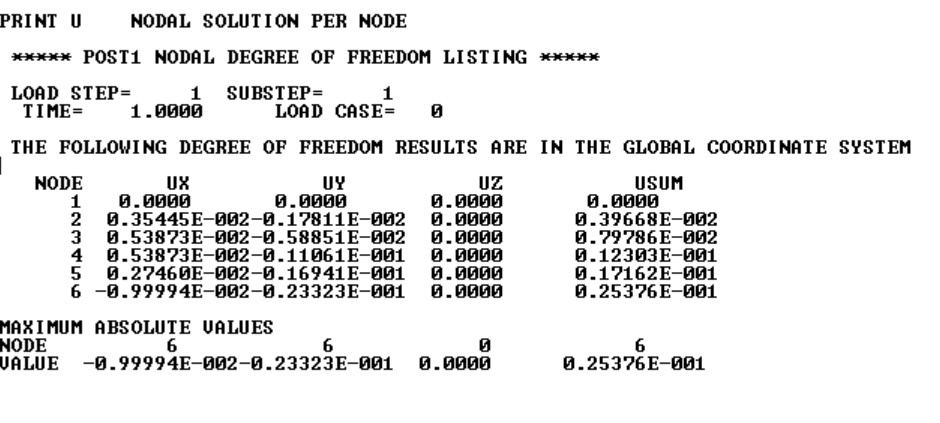 PRINT U     NODAL SOLUTION PER NODE
***** POST1 NODAL DEGREE OF FREEDOM LISTING *****
LOAD STEP=     1  SUBSTEP=     1
TIME=    1.0000      LOAD CASE=   0
THE FOLLOWING DEGREE OF FREEDOM RESULTS ARE IN THE GLOBAL COORDINATE SYSTEM
NODE       UX           UY           UZ           USUM
1   0.0000       0.0000       0.0000       0.0000
2  0.35445E-002-0.17811E-002  0.0000      0.39668E-002
3  0.53873E-002-0.58851E-002  0.0000      0.79786E-002
4  0.53873E-002-0.11061E-001  0.0000      0.12303E-001
5  0.27460E-002-0.16941E-001  0.0000      0.17162E-001
6 -0.99994E-002-0.23323E-001  0.0000      0.25376E-001
MAXIMUM ABSOLUTE VALUES
NODE          6            6            0            6
VALUE  -0.99994E-002-0.23323E-001  0.0000      0.25376E-001